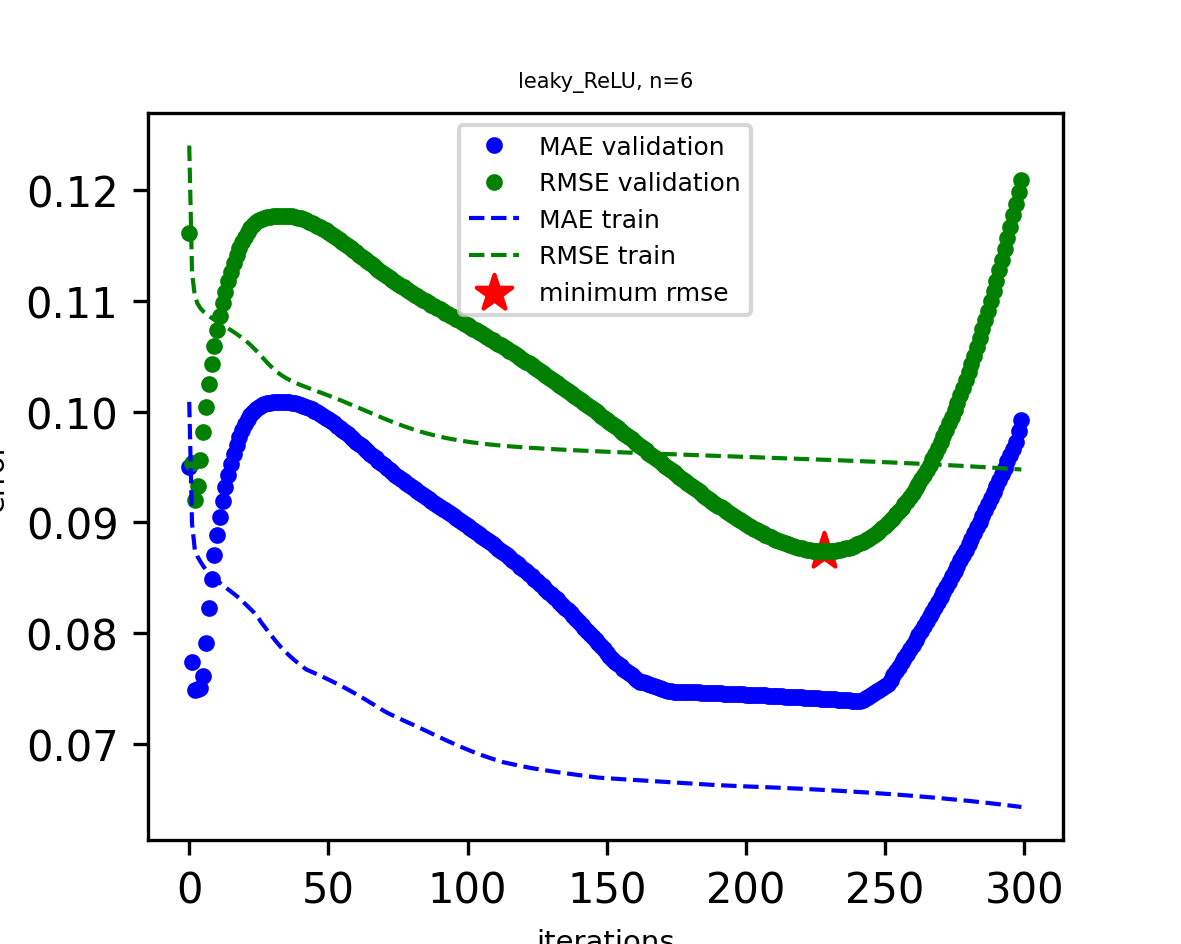 leaky_ReLU, n=6
MAE validation
RMSE validation
MAE train
RMSE train
minimum rmse
0.12
0.11
0.10
0.09
0.08
0.07
0 50 100 150 200 250 300
iterations